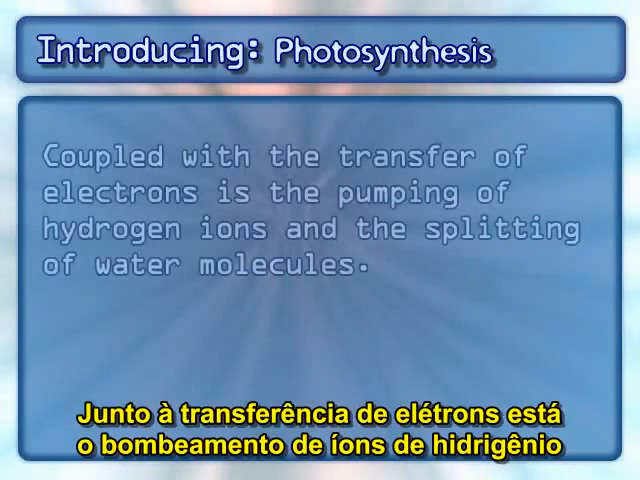 Introducing: Photosynthesis
Coupled with the transfer of
electrons is the pumping of
hydrogen ions and the splitting
of water molecules.
Junto à transferência de elétrons está
o bombeamento de íons de hidrigênio